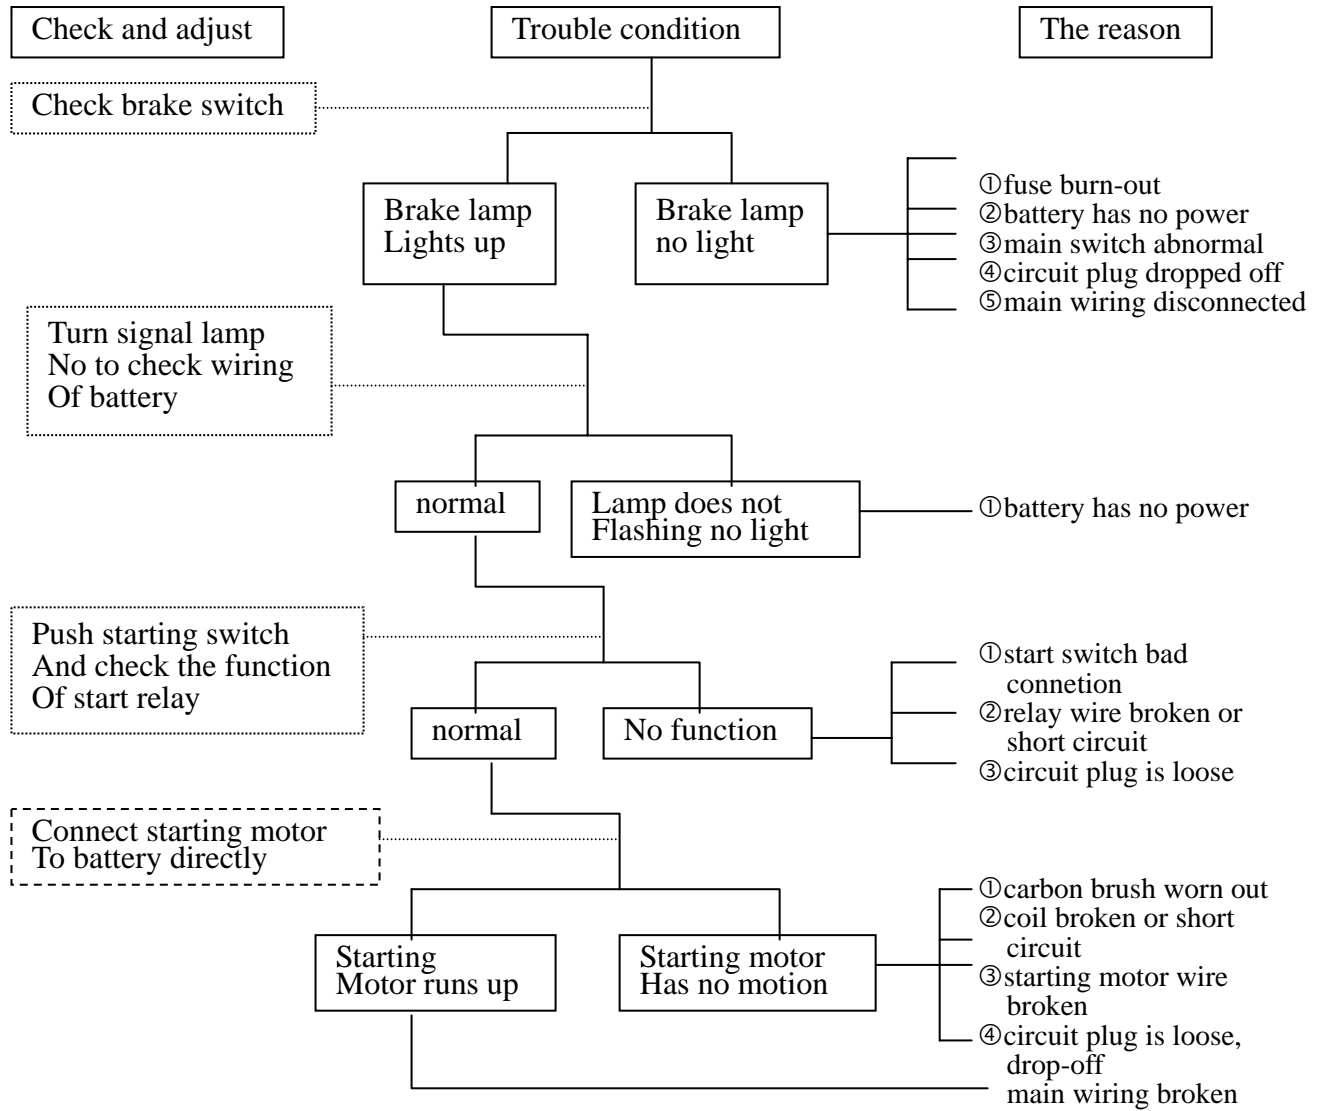 Check and adjust
Trouble condition
The reason
Check brake switch
Brake lamp
Lights up
Brake lamp
no light
①fuse burn-out
②battery has no power
③main switch abnormal
④circuit plug dropped off
⑤main wiring disconnected
Turn signal lamp
No to check wiring
Of battery
normal
Lamp does not
Flashing no light
①battery has no power
Push starting switch
And check the function
Of start relay
normal
No function
①start switch bad
connetion
②relay wire broken or
short circuit
③circuit plug is loose
Connect starting motor
To battery directly
Starting
Motor runs up
Starting motor
Has no motion
①carbon brush worn out
②coil broken or short
circuit
③starting motor wire
broken
④circuit plug is loose,
drop-off
main wiring broken